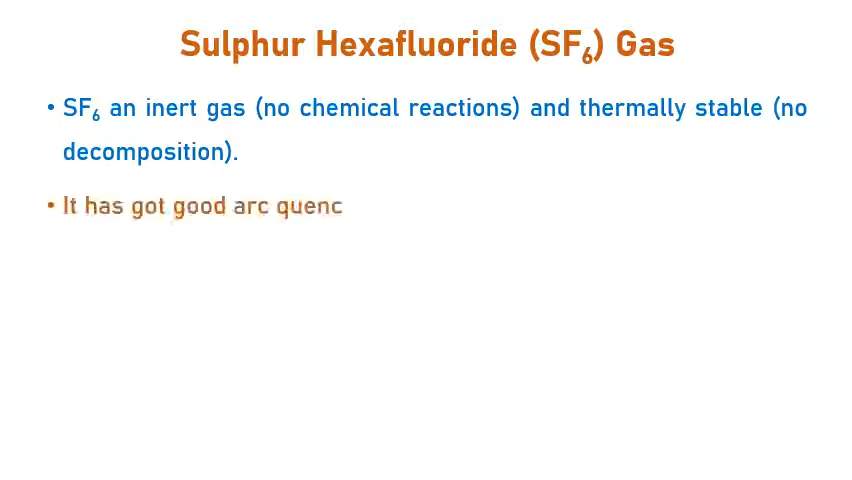 Sulphur Hexafluoride (SF₆) Gas
• SF₆ an inert gas (no chemical reactions) and thermally stable (no
decomposition).
• It has got good arc quenc